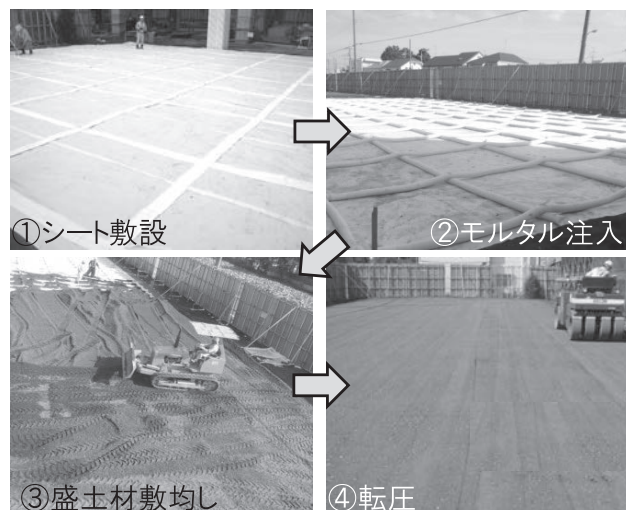 ①シート敷設
②モルタル注入
③盛土材敷均し
④転圧